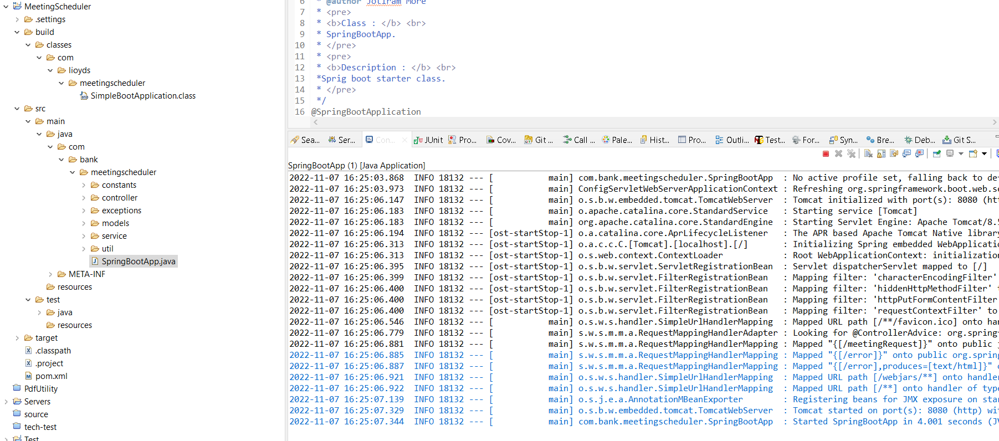 MeetingScheduler
.settings
build
classes
com
lioyds
meetingscheduler
SimpleBootApplication.class
src
main
java
com
bank
meetingscheduler
constants
controller
exceptions
models
service
util
SpringBootApp.java
META-INF
resources
test
java
resources
target
.classpath
.project
pom.xml
PdfUtility
Servers
source
tech-test
Test
6 * @author Jotiram More
7 * <pre>
8 * <b>Class : </b> <br>
9 * SpringBootApp.
10 * </pre>
11 * <pre>
12 * <b>Description : </b> <br>
13 *Sprig boot starter class.
14 * </pre>
15 */
16 @SpringBootApplication
Sea... Ser... Con... JUnit Pro... Cov... Git ... Call ... Pale... Hist... Pro... Outli... Test... For... Syn... Bre... Deb... Git S...
SpringBootApp (1) [Java Application]
2022-11-07 16:25:03.868  INFO 18132 --- [           main] com.bank.meetingscheduler.SpringBootApp  : No active profile set, falling back to de
2022-11-07 16:25:03.973  INFO 18132 --- [           main] ConfigServletWebServerApplicationContext : Refreshing org.springframework.boot.web.se
2022-11-07 16:25:06.147  INFO 18132 --- [           main] o.s.b.w.embedded.tomcat.TomcatWebServer  : Tomcat initialized with port(s): 8080 (htt
2022-11-07 16:25:06.183  INFO 18132 --- [           main] o.apache.catalina.core.StandardService   : Starting service [Tomcat]
2022-11-07 16:25:06.183  INFO 18132 --- [           main] org.apache.catalina.core.StandardEngine  : Starting Servlet Engine: Apache Tomcat/8.5
2022-11-07 16:25:06.194  INFO 18132 --- [ost-startStop-1] o.a.catalina.core.AprLifecycleListener   : The APR based Apache Tomcat Native library
2022-11-07 16:25:06.313  INFO 18132 --- [ost-startStop-1] o.a.c.c.C.[Tomcat].[localhost].[/]       : Initializing Spring embedded WebApplicatio
2022-11-07 16:25:06.313  INFO 18132 --- [ost-startStop-1] o.s.web.context.ContextLoader            : Root WebApplicationContext: initialization
2022-11-07 16:25:06.395  INFO 18132 --- [ost-startStop-1] o.s.b.w.servlet.ServletRegistrationBean  : Servlet dispatcherServlet mapped to [/]
2022-11-07 16:25:06.399  INFO 18132 --- [ost-startStop-1] o.s.b.w.servlet.FilterRegistrationBean   : Mapping filter: 'characterEncodingFilter'
2022-11-07 16:25:06.400  INFO 18132 --- [ost-startStop-1] o.s.b.w.servlet.FilterRegistrationBean   : Mapping filter: 'hiddenHttpMethodFilter' t
2022-11-07 16:25:06.400  INFO 18132 --- [ost-startStop-1] o.s.b.w.servlet.FilterRegistrationBean   : Mapping filter: 'httpPutFormContentFilter
2022-11-07 16:25:06.400  INFO 18132 --- [ost-startStop-1] o.s.b.w.servlet.FilterRegistrationBean   : Mapping filter: 'requestContextFilter' to
2022-11-07 16:25:06.546  INFO 18132 --- [           main] o.s.w.s.handler.SimpleUrlHandlerMapping  : Mapped URL path [/**/favicon.ico] onto han
2022-11-07 16:25:06.779  INFO 18132 --- [           main] s.w.s.m.m.a.RequestMappingHandlerAdapter : Looking for @ControllerAdvice: org.springf
2022-11-07 16:25:06.881  INFO 18132 --- [           main] s.w.s.m.m.a.RequestMappingHandlerMapping : Mapped "{[/meetingRequest]}" onto public j
2022-11-07 16:25:06.885  INFO 18132 --- [           main] s.w.s.m.m.a.RequestMappingHandlerMapping : Mapped "{[/error]}" onto public org.spring
2022-11-07 16:25:06.887  INFO 18132 --- [           main] s.w.s.m.m.a.RequestMappingHandlerMapping : Mapped "{[/error],produces=[text/html]}" o
2022-11-07 16:25:06.921  INFO 18132 --- [           main] o.s.w.s.handler.SimpleUrlHandlerMapping  : Mapped URL path [/webjars/**] onto handler
2022-11-07 16:25:06.922  INFO 18132 --- [           main] o.s.w.s.handler.SimpleUrlHandlerMapping  : Mapped URL path [/**] onto handler of type
2022-11-07 16:25:07.139  INFO 18132 --- [           main] o.s.j.e.a.AnnotationMBeanExporter        : Registering beans for JMX exposure on star
2022-11-07 16:25:07.329  INFO 18132 --- [           main] o.s.b.w.embedded.tomcat.TomcatWebServer  : Tomcat started on port(s): 8080 (http) wit
2022-11-07 16:25:07.344  INFO 18132 --- [           main] com.bank.meetingscheduler.SpringBootApp  : Started SpringBootApp in 4.001 seconds (JV